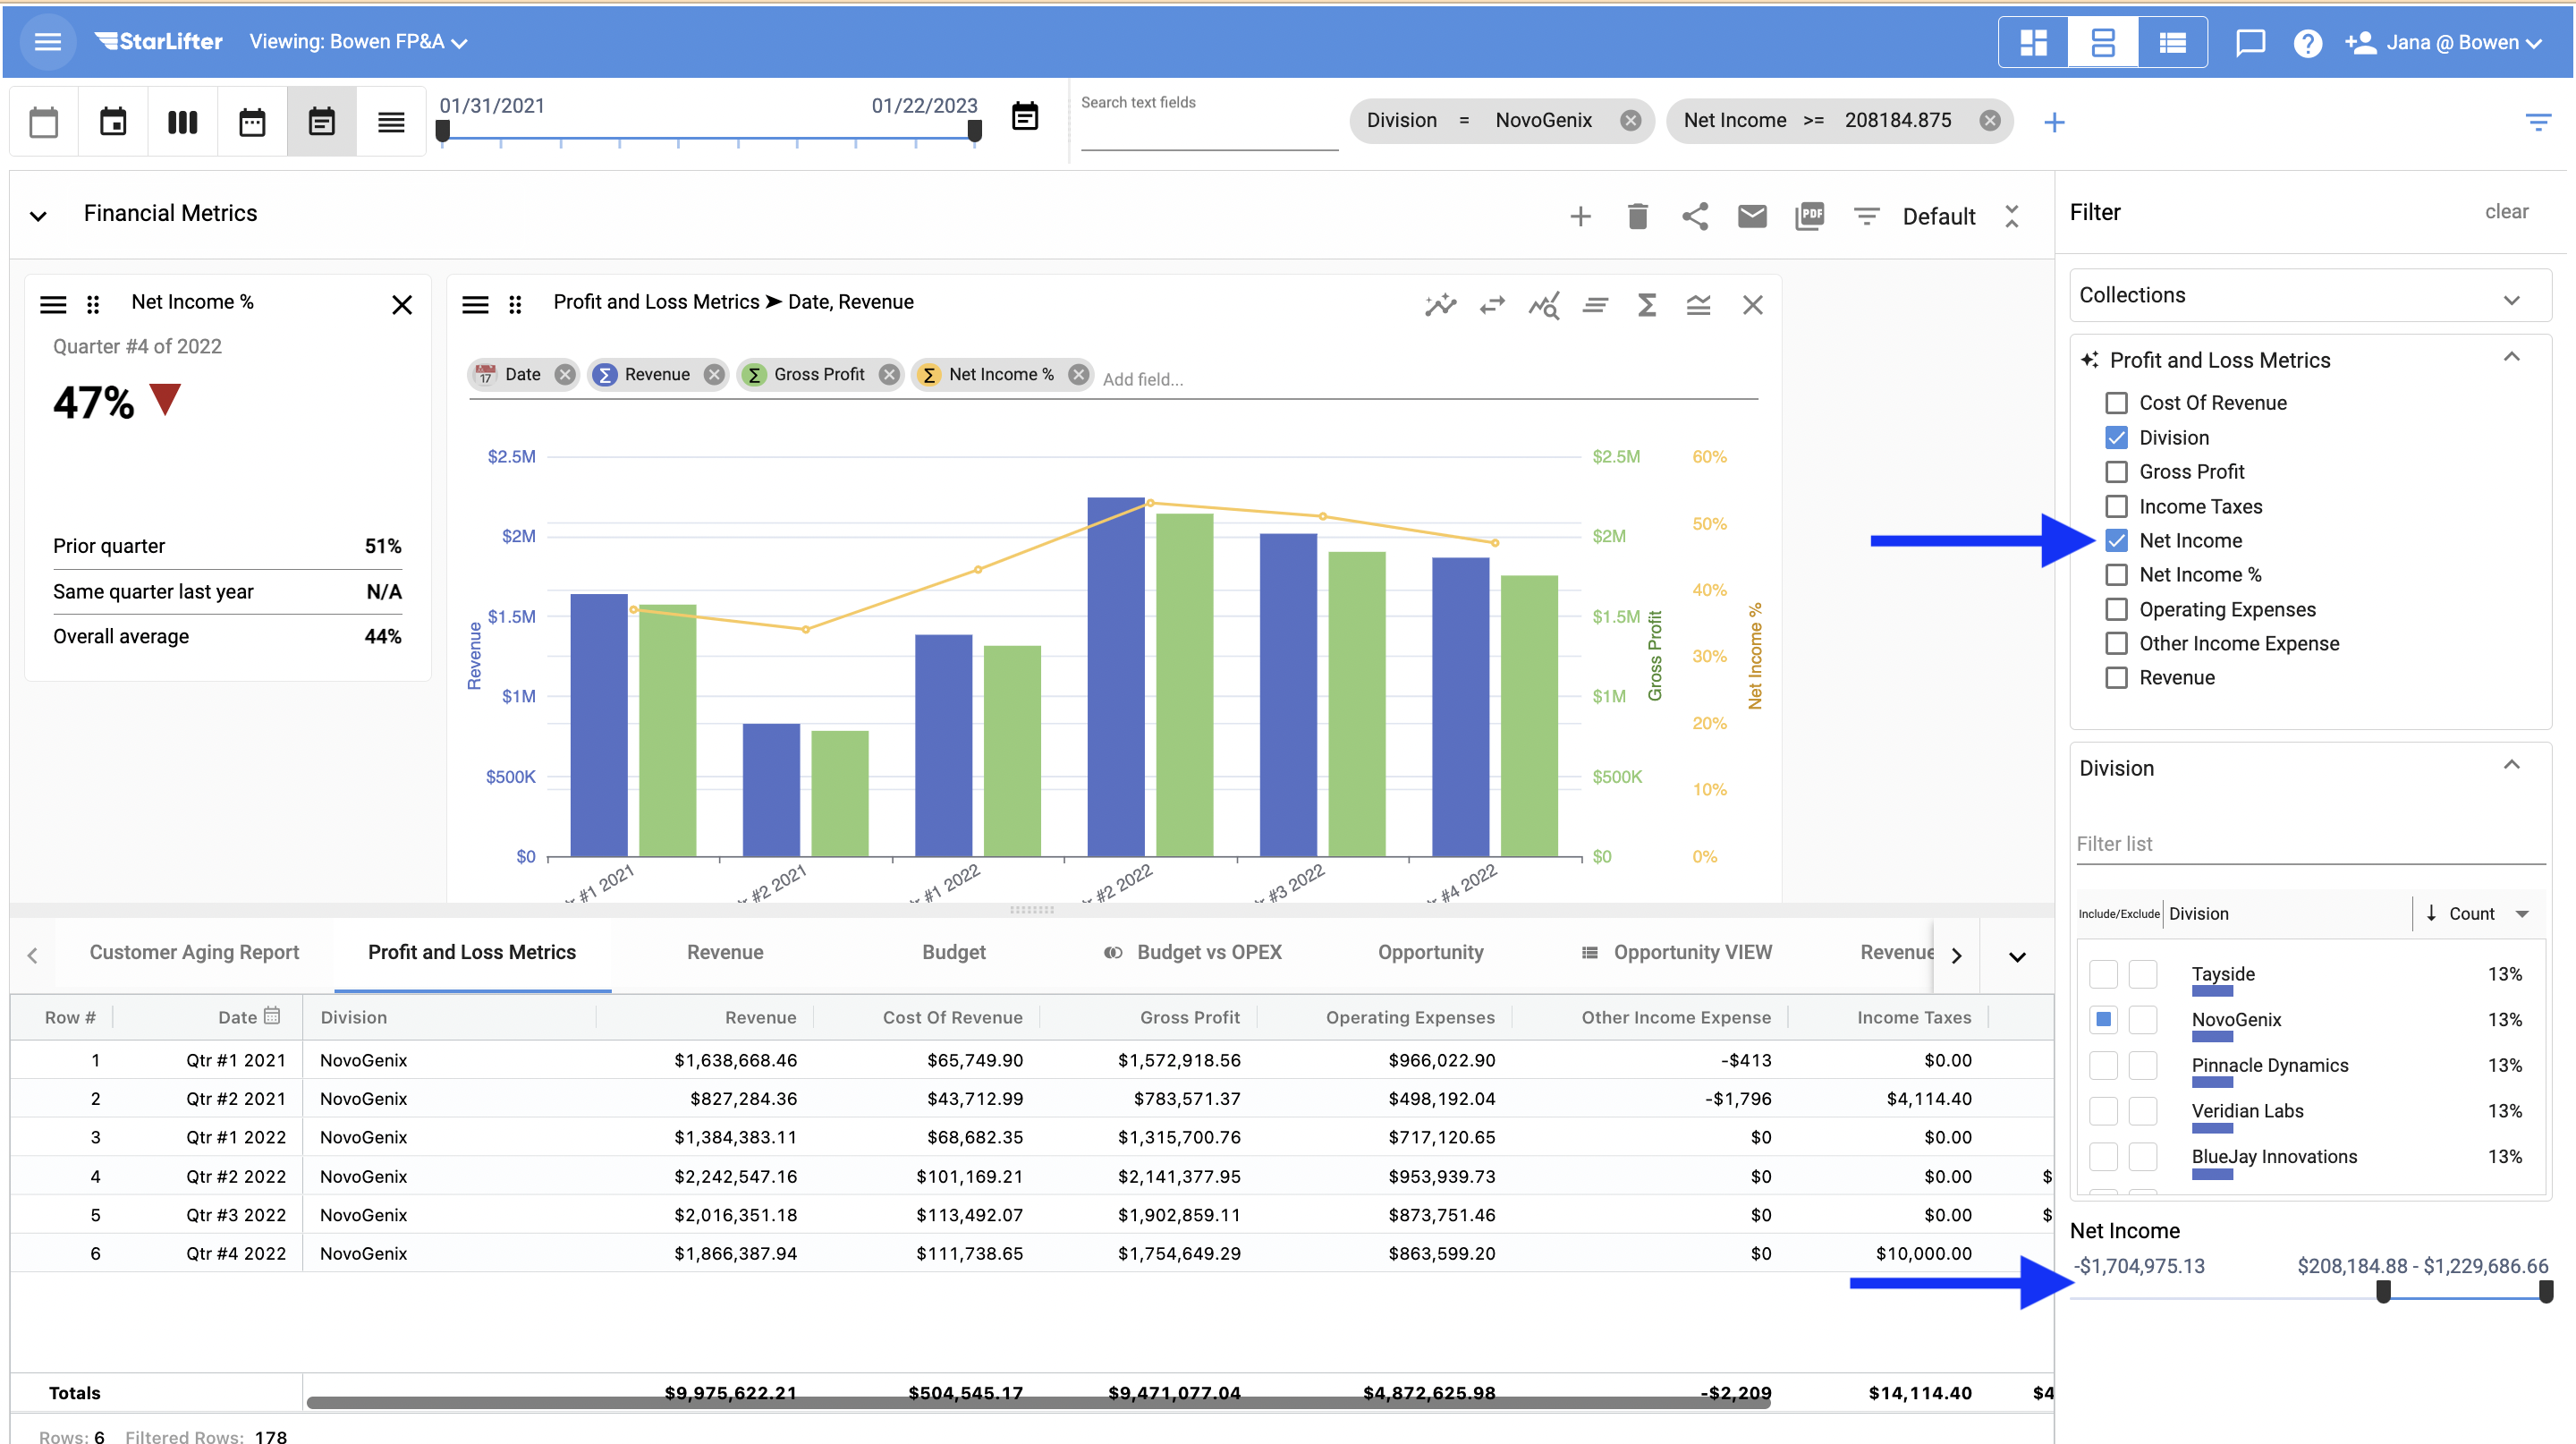 StarLifter Viewing: Bowen FP&A Jana @ Bowen
01/31/2021 01/22/2023 Search text fields Division = NovoGenix Net Income >= 208184.875
Financial Metrics Default
Net Income %
Quarter #4 of 2022
47%
Prior quarter 51%
Same quarter last year N/A
Overall average 44%
Profit and Loss Metrics ➤ Date, Revenue
Date Revenue Gross Profit Net Income % Add field...
$2.5M $2.5M 60%
50%
$2M $2M
40%
$1.5M $1.5M
30%
$1M $1M
20%
$500K $500K
10%
$0 $0 0%
Revenue
Gross Profit
Net Income %
#1 2021 #2 2021 #1 2022 #2 2022 #3 2022 #4 2022
Customer Aging Report Profit and Loss Metrics Revenue Budget Budget vs OPEX Opportunity Opportunity VIEW Revenue
Row # Date Division Revenue Cost Of Revenue Gross Profit Operating Expenses Other Income Expense Income Taxes
1 Qtr #1 2021 NovoGenix $1,638,668.46 $65,749.90 $1,572,918.56 $966,022.90 -$413 $0.00
2 Qtr #2 2021 NovoGenix $827,284.36 $43,712.99 $783,571.37 $498,192.04 -$1,796 $4,114.40
3 Qtr #1 2022 NovoGenix $1,384,383.11 $68,682.35 $1,315,700.76 $717,120.65 $0 $0.00
4 Qtr #2 2022 NovoGenix $2,242,547.16 $101,169.21 $2,141,377.95 $953,939.73 $0 $0.00 $
5 Qtr #3 2022 NovoGenix $2,016,351.18 $113,492.07 $1,902,859.11 $873,751.46 $0 $0.00 $
6 Qtr #4 2022 NovoGenix $1,866,387.94 $111,738.65 $1,754,649.29 $863,599.20 $0 $10,000.00
Totals $9,975,622.21 $504,545.17 $9,471,077.04 $4,872,625.98 -$2,209 $14,114.40 $4
Rows: 6 Filtered Rows: 178
Filter clear
Collections
Profit and Loss Metrics
Cost Of Revenue
Division
Gross Profit
Income Taxes
Net Income
Net Income %
Operating Expenses
Other Income Expense
Revenue
Division
Filter list
Include/Exclude Division Count
Tayside 13%
NovoGenix 13%
Pinnacle Dynamics 13%
Veridian Labs 13%
BlueJay Innovations 13%
Net Income
-$1,704,975.13 $208,184.88 - $1,229,686.66